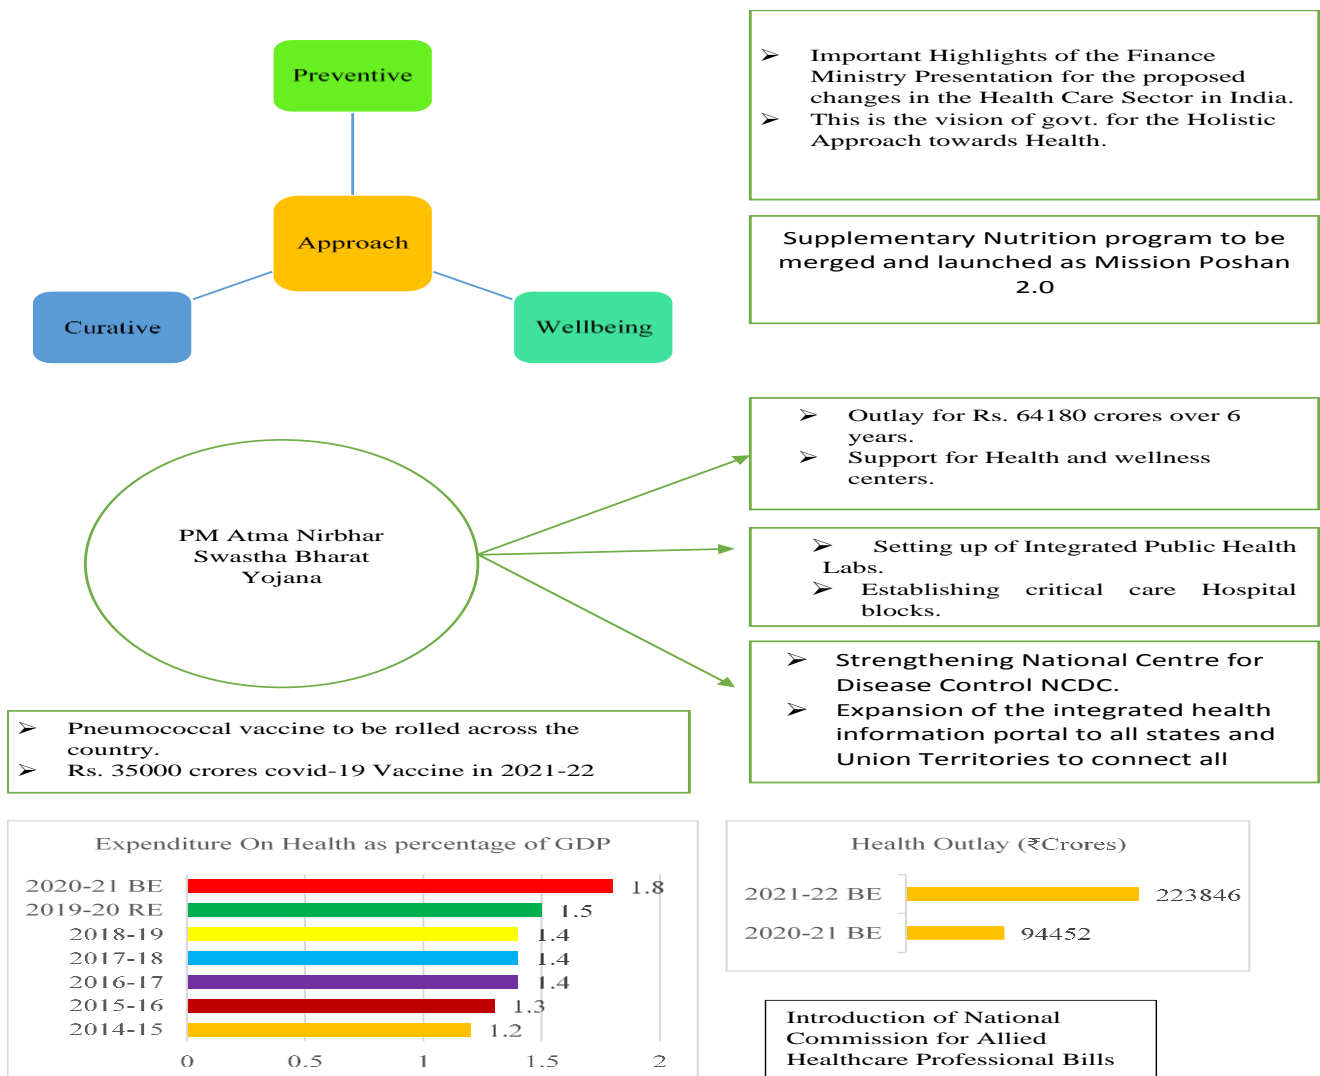 Preventive
Approach
Curative
Wellbeing
➢ Important Highlights of the Finance
Ministry Presentation for the proposed
changes in the Health Care Sector in India.
➢ This is the vision of govt. for the Holistic
Approach towards Health.
Supplementary Nutrition program to be
merged and launched as Mission Poshan
2.0
PM Atma Nirbhar
Swastha Bharat
Yojana
➢ Outlay for Rs. 64180 crores over 6
years.
➢ Support for Health and wellness
centers.
➢ Setting up of Integrated Public Health
Labs.
➢ Establishing critical care Hospital
blocks.
➢ Strengthening National Centre for
Disease Control NCDC.
➢ Expansion of the integrated health
information portal to all states and
Union Territories to connect all
➢ Pneumococcal vaccine to be rolled across the
country.
➢ Rs. 35000 crores covid-19 Vaccine in 2021-22
Expenditure On Health as percentage of GDP
2020-21 BE 1.8
2019-20 RE 1.5
2018-19 1.4
2017-18 1.4
2016-17 1.4
2015-16 1.3
2014-15 1.2
0 0.5 1 1.5 2
Health Outlay (₹Crores)
2021-22 BE 223846
2020-21 BE 94452
Introduction of National
Commission for Allied
Healthcare Professional Bills